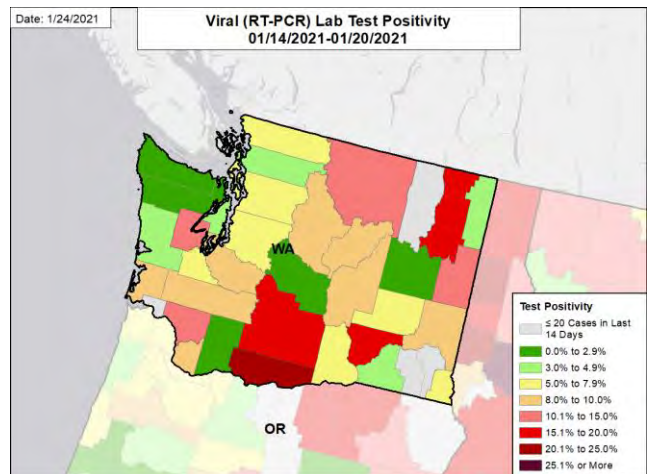 Date: 1/24/2021
Viral (RT-PCR) Lab Test Positivity
01/14/2021-01/20/2021
WA
OR
Test Positivity
≤ 20 Cases in Last
14 Days
0.0% to 2.9%
3.0% to 4.9%
5.0% to 7.9%
8.0% to 10.0%
10.1% to 15.0%
15.1% to 20.0%
20.1% to 25.0%
25.1% or More